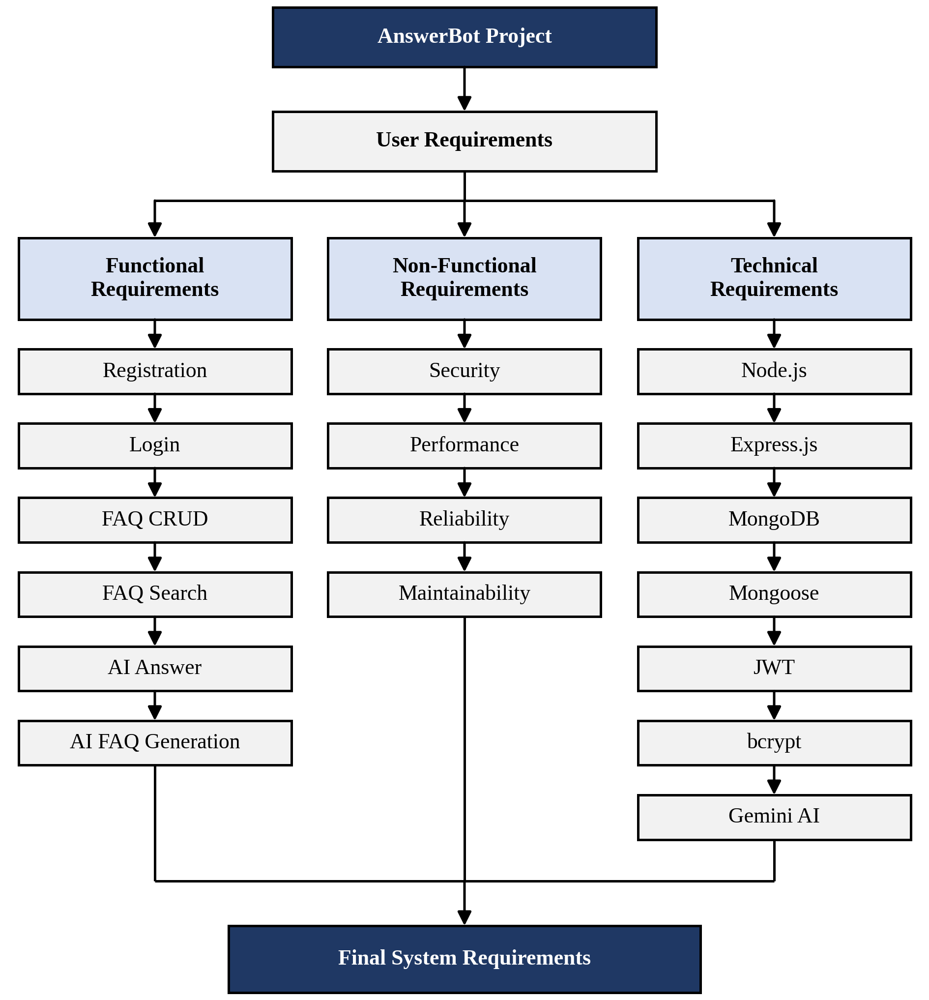 AnswerBot Project
User Requirements
Functional
Requirements
Registration
Login
FAQ CRUD
FAQ Search
AI Answer
AI FAQ Generation
Non-Functional
Requirements
Security
Performance
Reliability
Maintainability
Technical
Requirements
Node.js
Express.js
MongoDB
Mongoose
JWT
bcrypt
Gemini AI
Final System Requirements